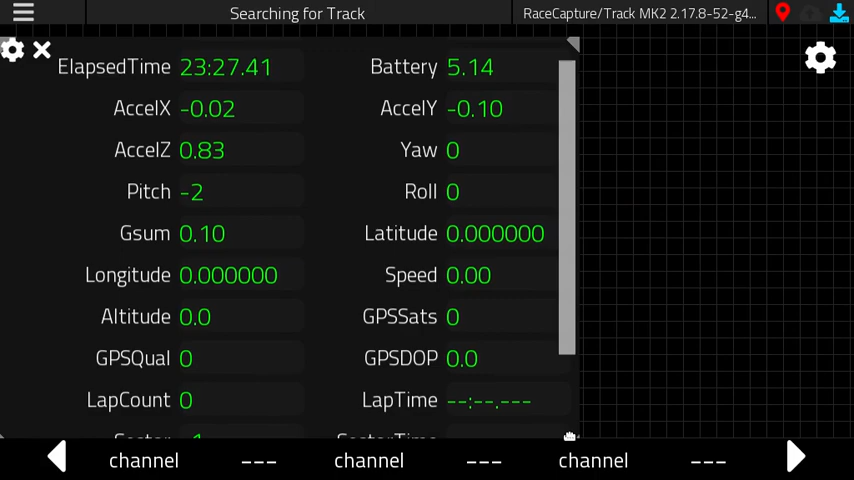 Searching for Track
RaceCapture/Track MK2 2.17.8-52-g4...
ElapsedTime 23:27.41 Battery 5.14
AccelX -0.02 AccelY -0.10
AccelZ 0.83 Yaw 0
Pitch -2 Roll 0
Gsum 0.10 Latitude 0.000000
Longitude 0.000000 Speed 0.00
Altitude 0.0 GPSSats 0
GPSQual 0 GPSDOP 0.0
LapCount 0 LapTime --:--.---
Sector -1 SectorTime
channel --- channel --- channel ---